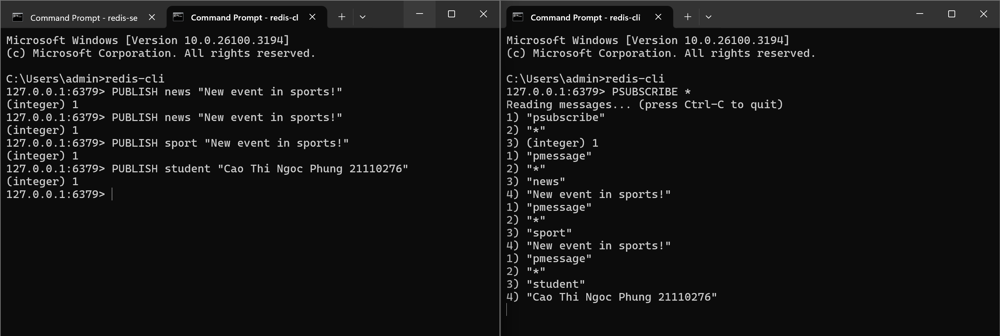 Command Prompt - redis-se
Command Prompt - redis-cl
Microsoft Windows [Version 10.0.26100.3194]
(c) Microsoft Corporation. All rights reserved.
C:\Users\admin>redis-cli
127.0.0.1:6379> PUBLISH news "New event in sports!"
(integer) 1
127.0.0.1:6379> PUBLISH news "New event in sports!"
(integer) 1
127.0.0.1:6379> PUBLISH sport "New event in sports!"
(integer) 1
127.0.0.1:6379> PUBLISH student "Cao Thi Ngoc Phung 21110276"
(integer) 1
127.0.0.1:6379>
Command Prompt - redis-cli
Microsoft Windows [Version 10.0.26100.3194]
(c) Microsoft Corporation. All rights reserved.
C:\Users\admin>redis-cli
127.0.0.1:6379> PSUBSCRIBE *
Reading messages... (press Ctrl-C to quit)
1) "psubscribe"
2) "*"
3) (integer) 1
1) "pmessage"
2) "*"
3) "news"
4) "New event in sports!"
1) "pmessage"
2) "*"
3) "sport"
4) "New event in sports!"
1) "pmessage"
2) "*"
3) "student"
4) "Cao Thi Ngoc Phung 21110276"